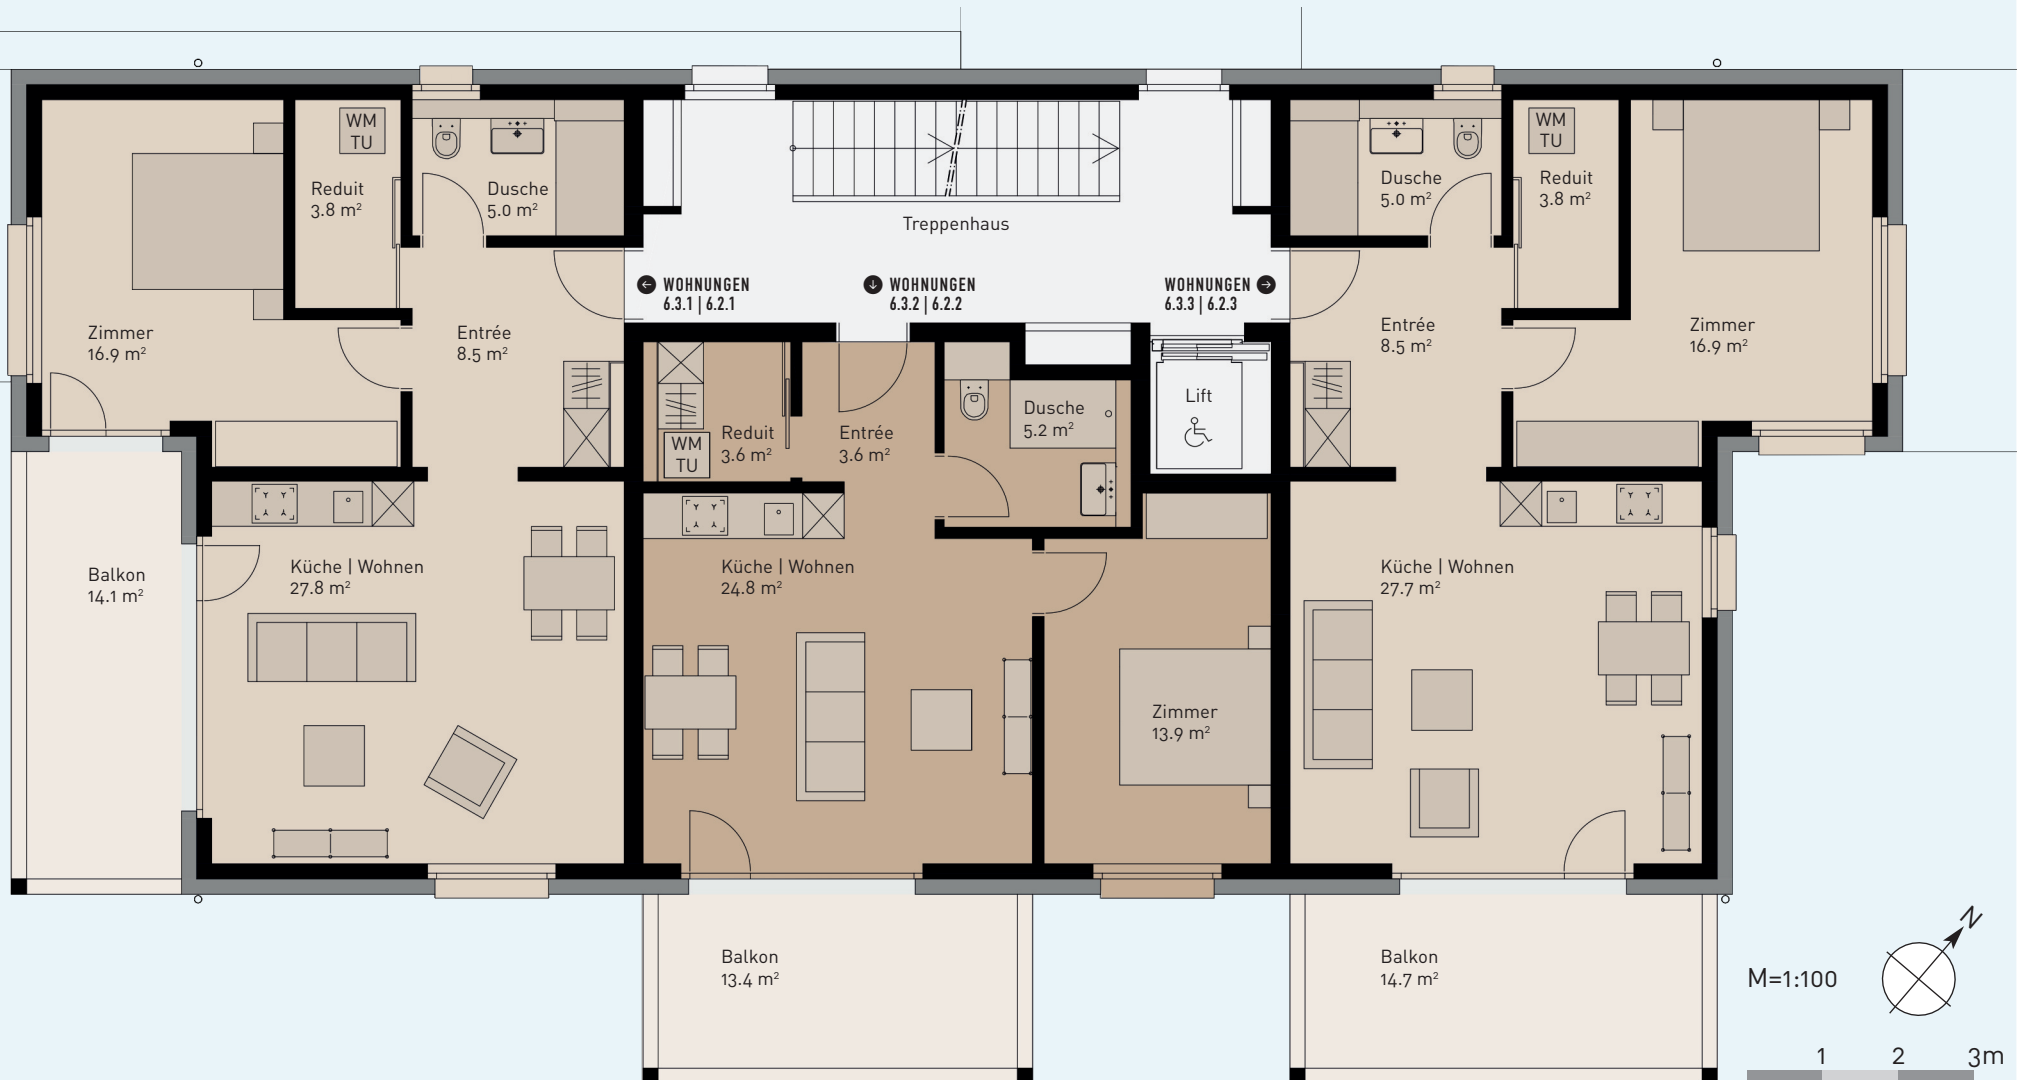 WM
TU
Reduit
3.8 m²
Dusche
5.0 m²
Treppenhaus
Dusche
5.0 m²
WM
TU
Reduit
3.8 m²
WOHNUNGEN
6.3.1 | 6.2.1
WOHNUNGEN
6.3.2 | 6.2.2
WOHNUNGEN
6.3.3 | 6.2.3
Zimmer
16.9 m²
Entrée
8.5 m²
Entrée
8.5 m²
Zimmer
16.9 m²
WM
TU
Reduit
3.6 m²
Entrée
3.6 m²
Dusche
5.2 m²
Lift
Balkon
14.1 m²
Küche | Wohnen
27.8 m²
Küche | Wohnen
24.8 m²
Küche | Wohnen
27.7 m²
Zimmer
13.9 m²
Balkon
13.4 m²
Balkon
14.7 m²
M=1:100
N
1 2 3m